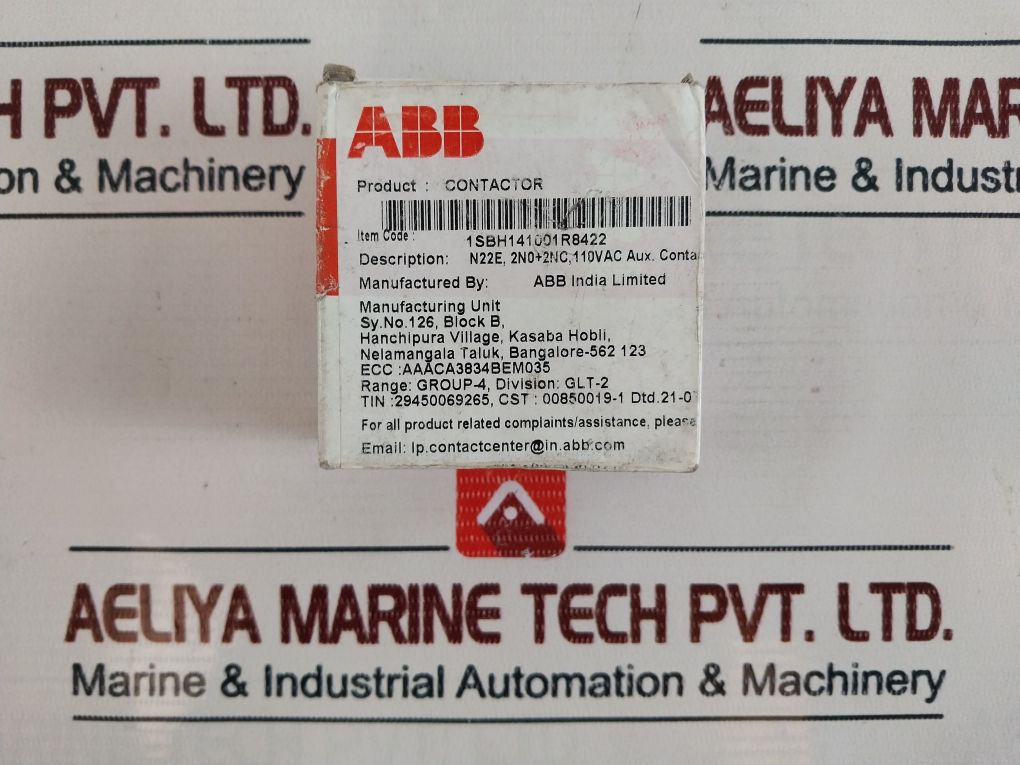 H PVT. LTD.
on & Machinery
AELIYA MAR
Marine & Industri
ABB
Product : CONTACTOR
Item Code : 1SBH141001R8422
Description: N22E, 2N0+2NC,110VAC Aux. Contac
Manufactured By: ABB India Limited
Manufacturing Unit
Sy.No.126, Block B,
Hanchipura Village, Kasaba Hobli,
Nelamangala Taluk, Bangalore-562 123
ECC :AAACA3834BEM035
Range: GROUP-4, Division: GLT-2
TIN :29450069265, CST : 00850019-1 Dtd.21-0
For all product related complaints/assistance, please
Email: lp.contactcenter@in.abb.com
AELIYA MARINE TECH PVT. LTD.
Marine & Industrial Automation & Machinery